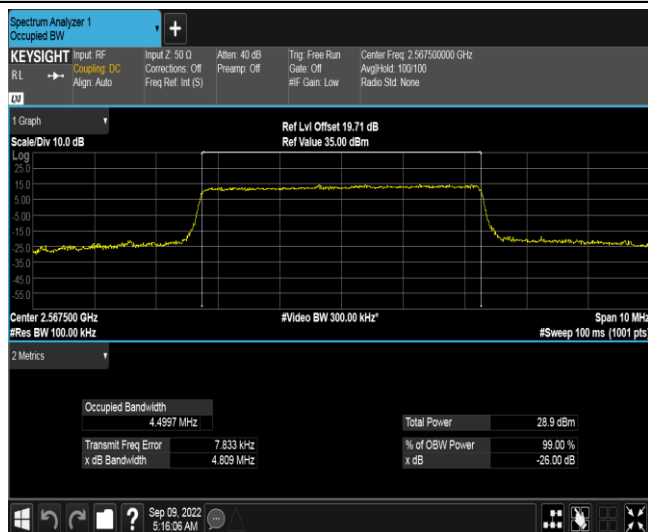 Spectrum Analyzer 1
Occupied BW
+
KEYSIGHT Input: RF Input Z: 50 Ω Atten: 40 dB Trig: Free Run Center Freq: 2.567500000 GHz
RL Coupling: DC Corrections: Off Preamp: Off Gate: Off Avg|Hold: 100/100
Align: Auto Freq Ref: Int (S) #IF Gain: Low Radio Std: None
LXI
1 Graph
Ref Lvl Offset 19.71 dB
Scale/Div 10.0 dB Ref Value 35.00 dBm
Log
25.0
15.0
5.00
-5.00
-15.0
-25.0
-35.0
-45.0
-55.0
Center 2.567500 GHz #Video BW 300.00 kHz* Span 10 MHz
#Res BW 100.00 kHz #Sweep 100 ms (1001 pts)
2 Metrics
Occupied Bandwidth
4.4997 MHz Total Power 28.9 dBm
Transmit Freq Error 7.833 kHz % of OBW Power 99.00 %
x dB Bandwidth 4.809 MHz x dB -26.00 dB
? Sep 09, 2022
5:16:06 AM